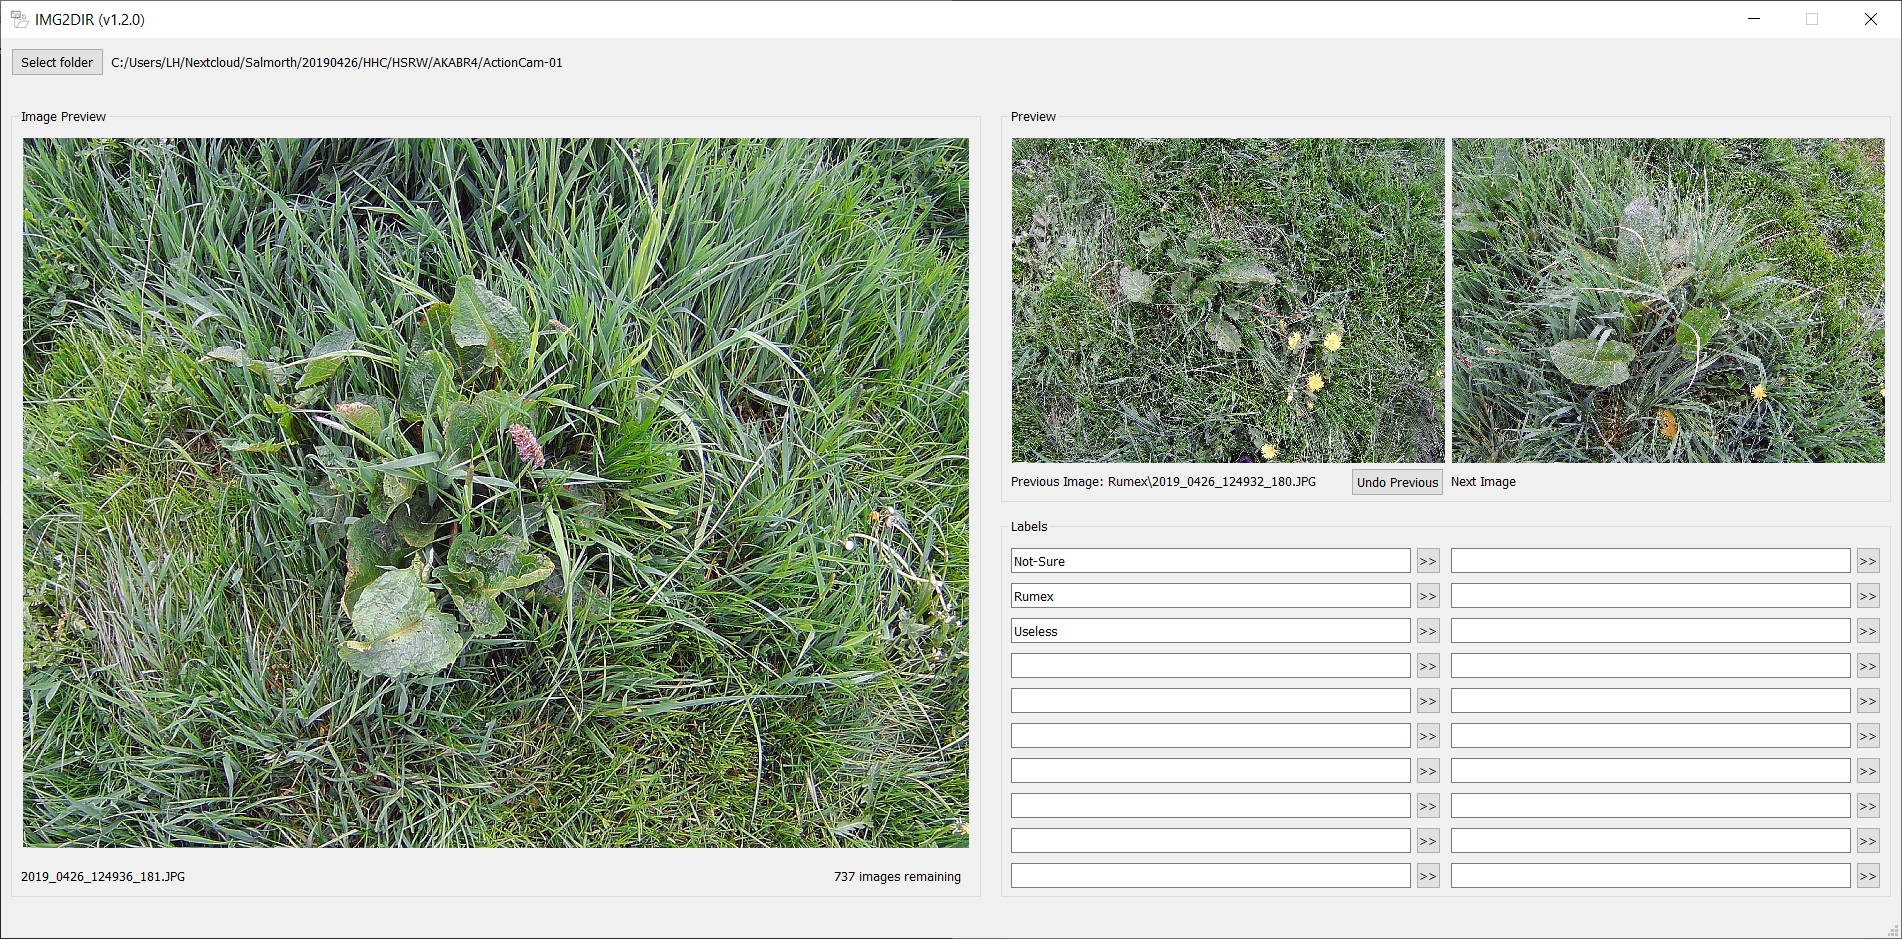 IMG2DIR (v1.2.0)
Select folder C:/Users/LH/Nextcloud/Salmorth/20190426/HHC/HSRW/AKABR4/ActionCam-01
Image Preview
2019_0426_124936_181.JPG 737 images remaining
Preview
Previous Image: Rumex\2019_0426_124932_180.JPG Undo Previous Next Image
Labels
Not-Sure >> >>
Rumex >> >>
Useless >> >>
>> >>
>> >>
>> >>
>> >>
>> >>
>> >>
>> >>